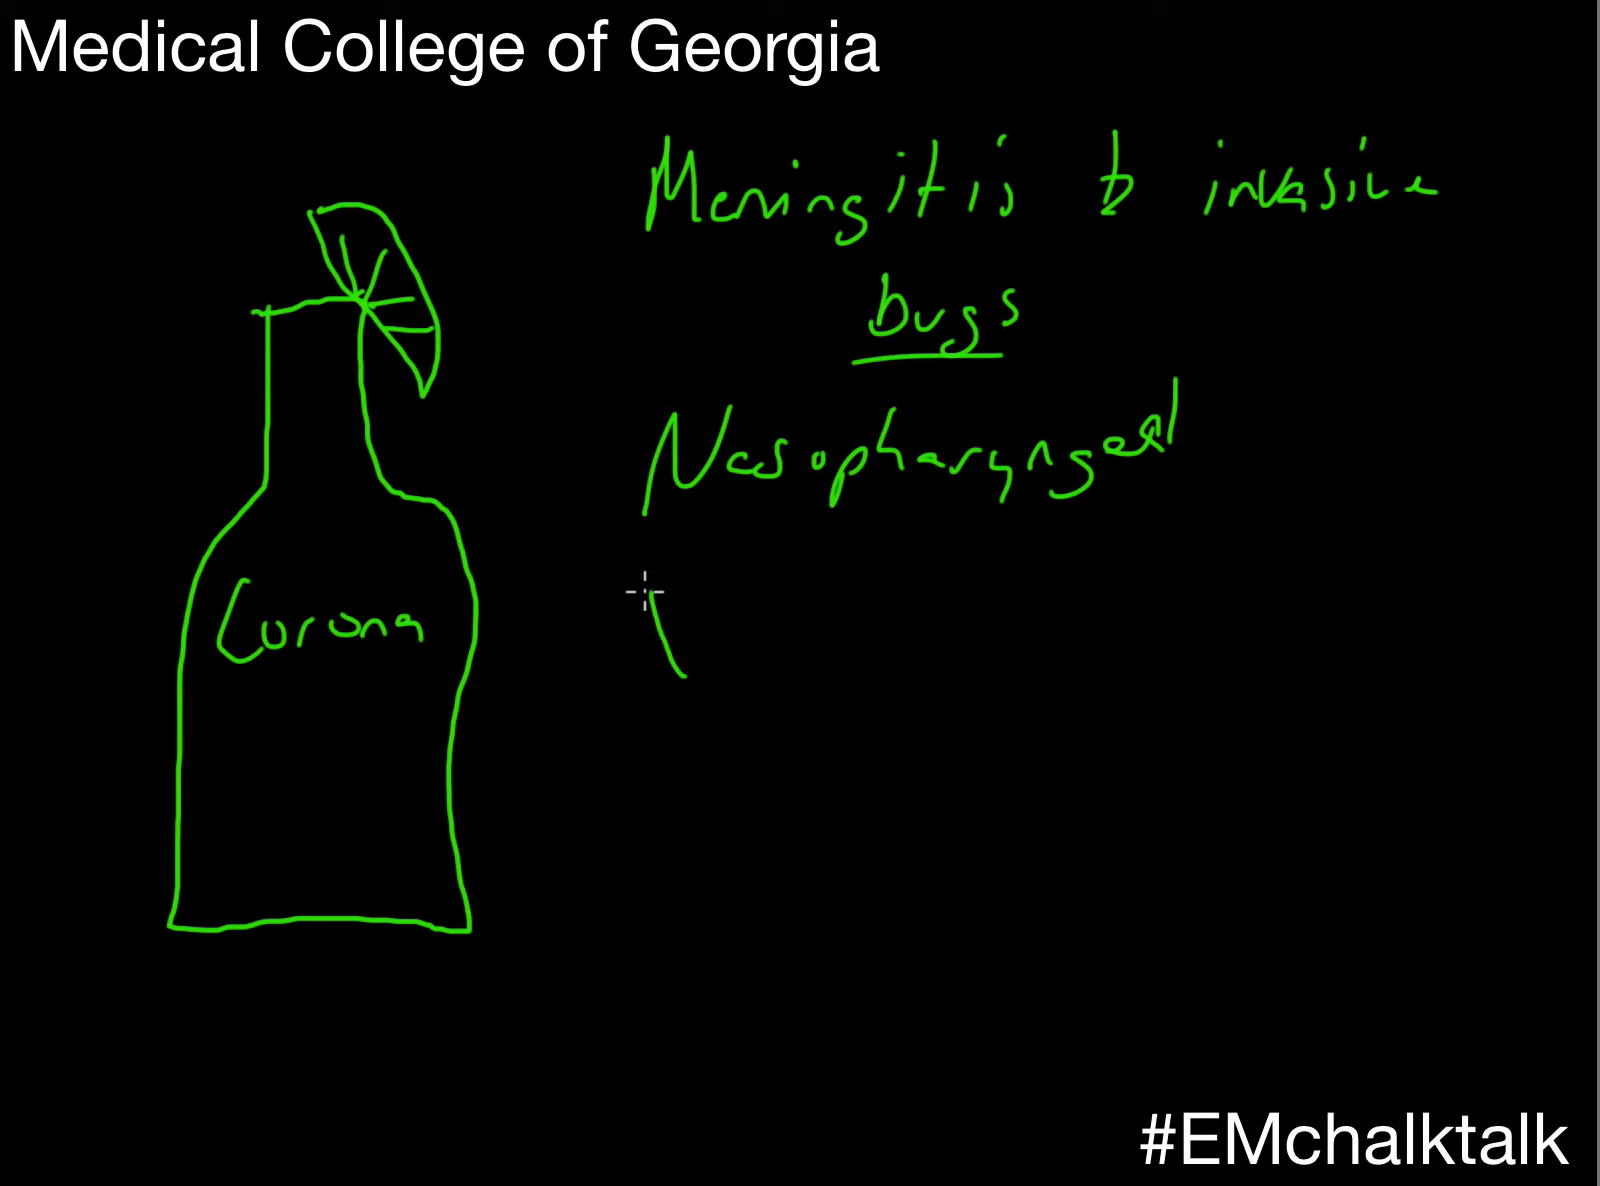 Medical College of Georgia
Meningitis & invasive
bugs
Nasopharyngeal
Corona
#EMchalktalk